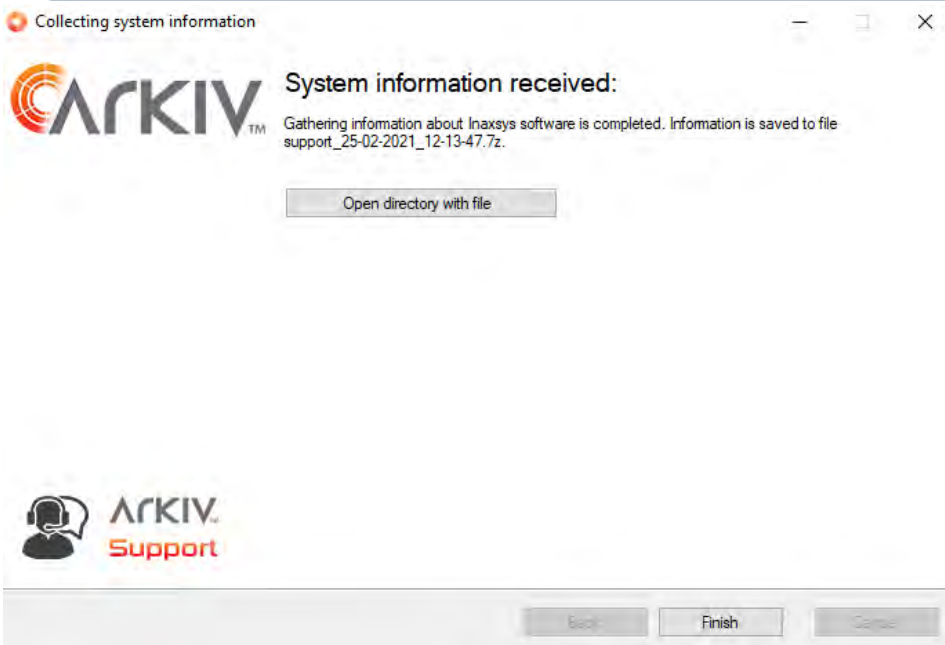 Collecting system information
ARKIV TM
System information received:
Gathering information about Inaxsys software is completed. Information is saved to file
support_25-02-2021_12-13-47.7z.
Open directory with file
ARKIV
Support
Back
Finish
Cancel